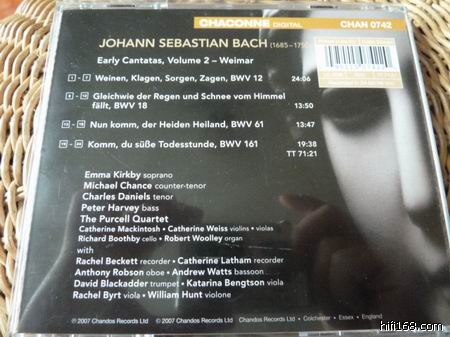 CHACONNE DIGITAL CHAN 0742
JOHANN SEBASTIAN BACH (1685–175
Early Cantatas, Volume 2 – Weimar
1 - 7 Weinen, Klagen, Sorgen, Zagen, BWV 12 24:06
Gleichwie der Regen und Schnee vom Himmel
fällt, BWV 18 13:50
Nun komm, der Heiden Heiland, BWV 61 13:47
Komm, du süße Todesstunde, BWV 161 19:38
TT 71:21
Emma Kirkby soprano
Michael Chance counter-tenor
Charles Daniels tenor
Peter Harvey bass
The Purcell Quartet
Catherine Mackintosh • Catherine Weiss violins • violas
Richard Boothby cello • Robert Woolley organ
with
Rachel Beckett recorder • Catherine Latham recorder
Anthony Robson oboe • Andrew Watts bassoon
David Blackadder trumpet • Katarina Bengtson viola
Rachel Byrt viola • William Hunt violone
℗ 2007 Chandos Records Ltd © 2007 Chandos Records Ltd Chandos Records Ltd • Colchester • Essex • England
hifi168.com